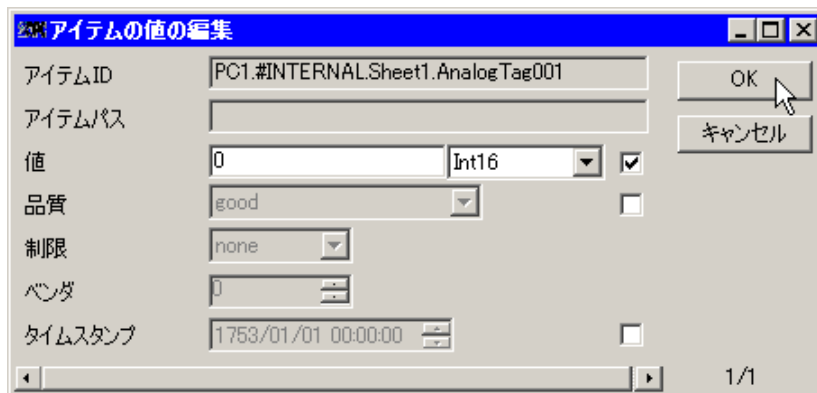 アイテムの値の編集
アイテムID PC1.#INTERNAL.Sheet1.AnalogTag001 OK
アイテムパス キャンセル
値 0 Int16
品質 good
制限 none
ベンダ 0
タイムスタンプ 1753/01/01 00:00:00
1/1